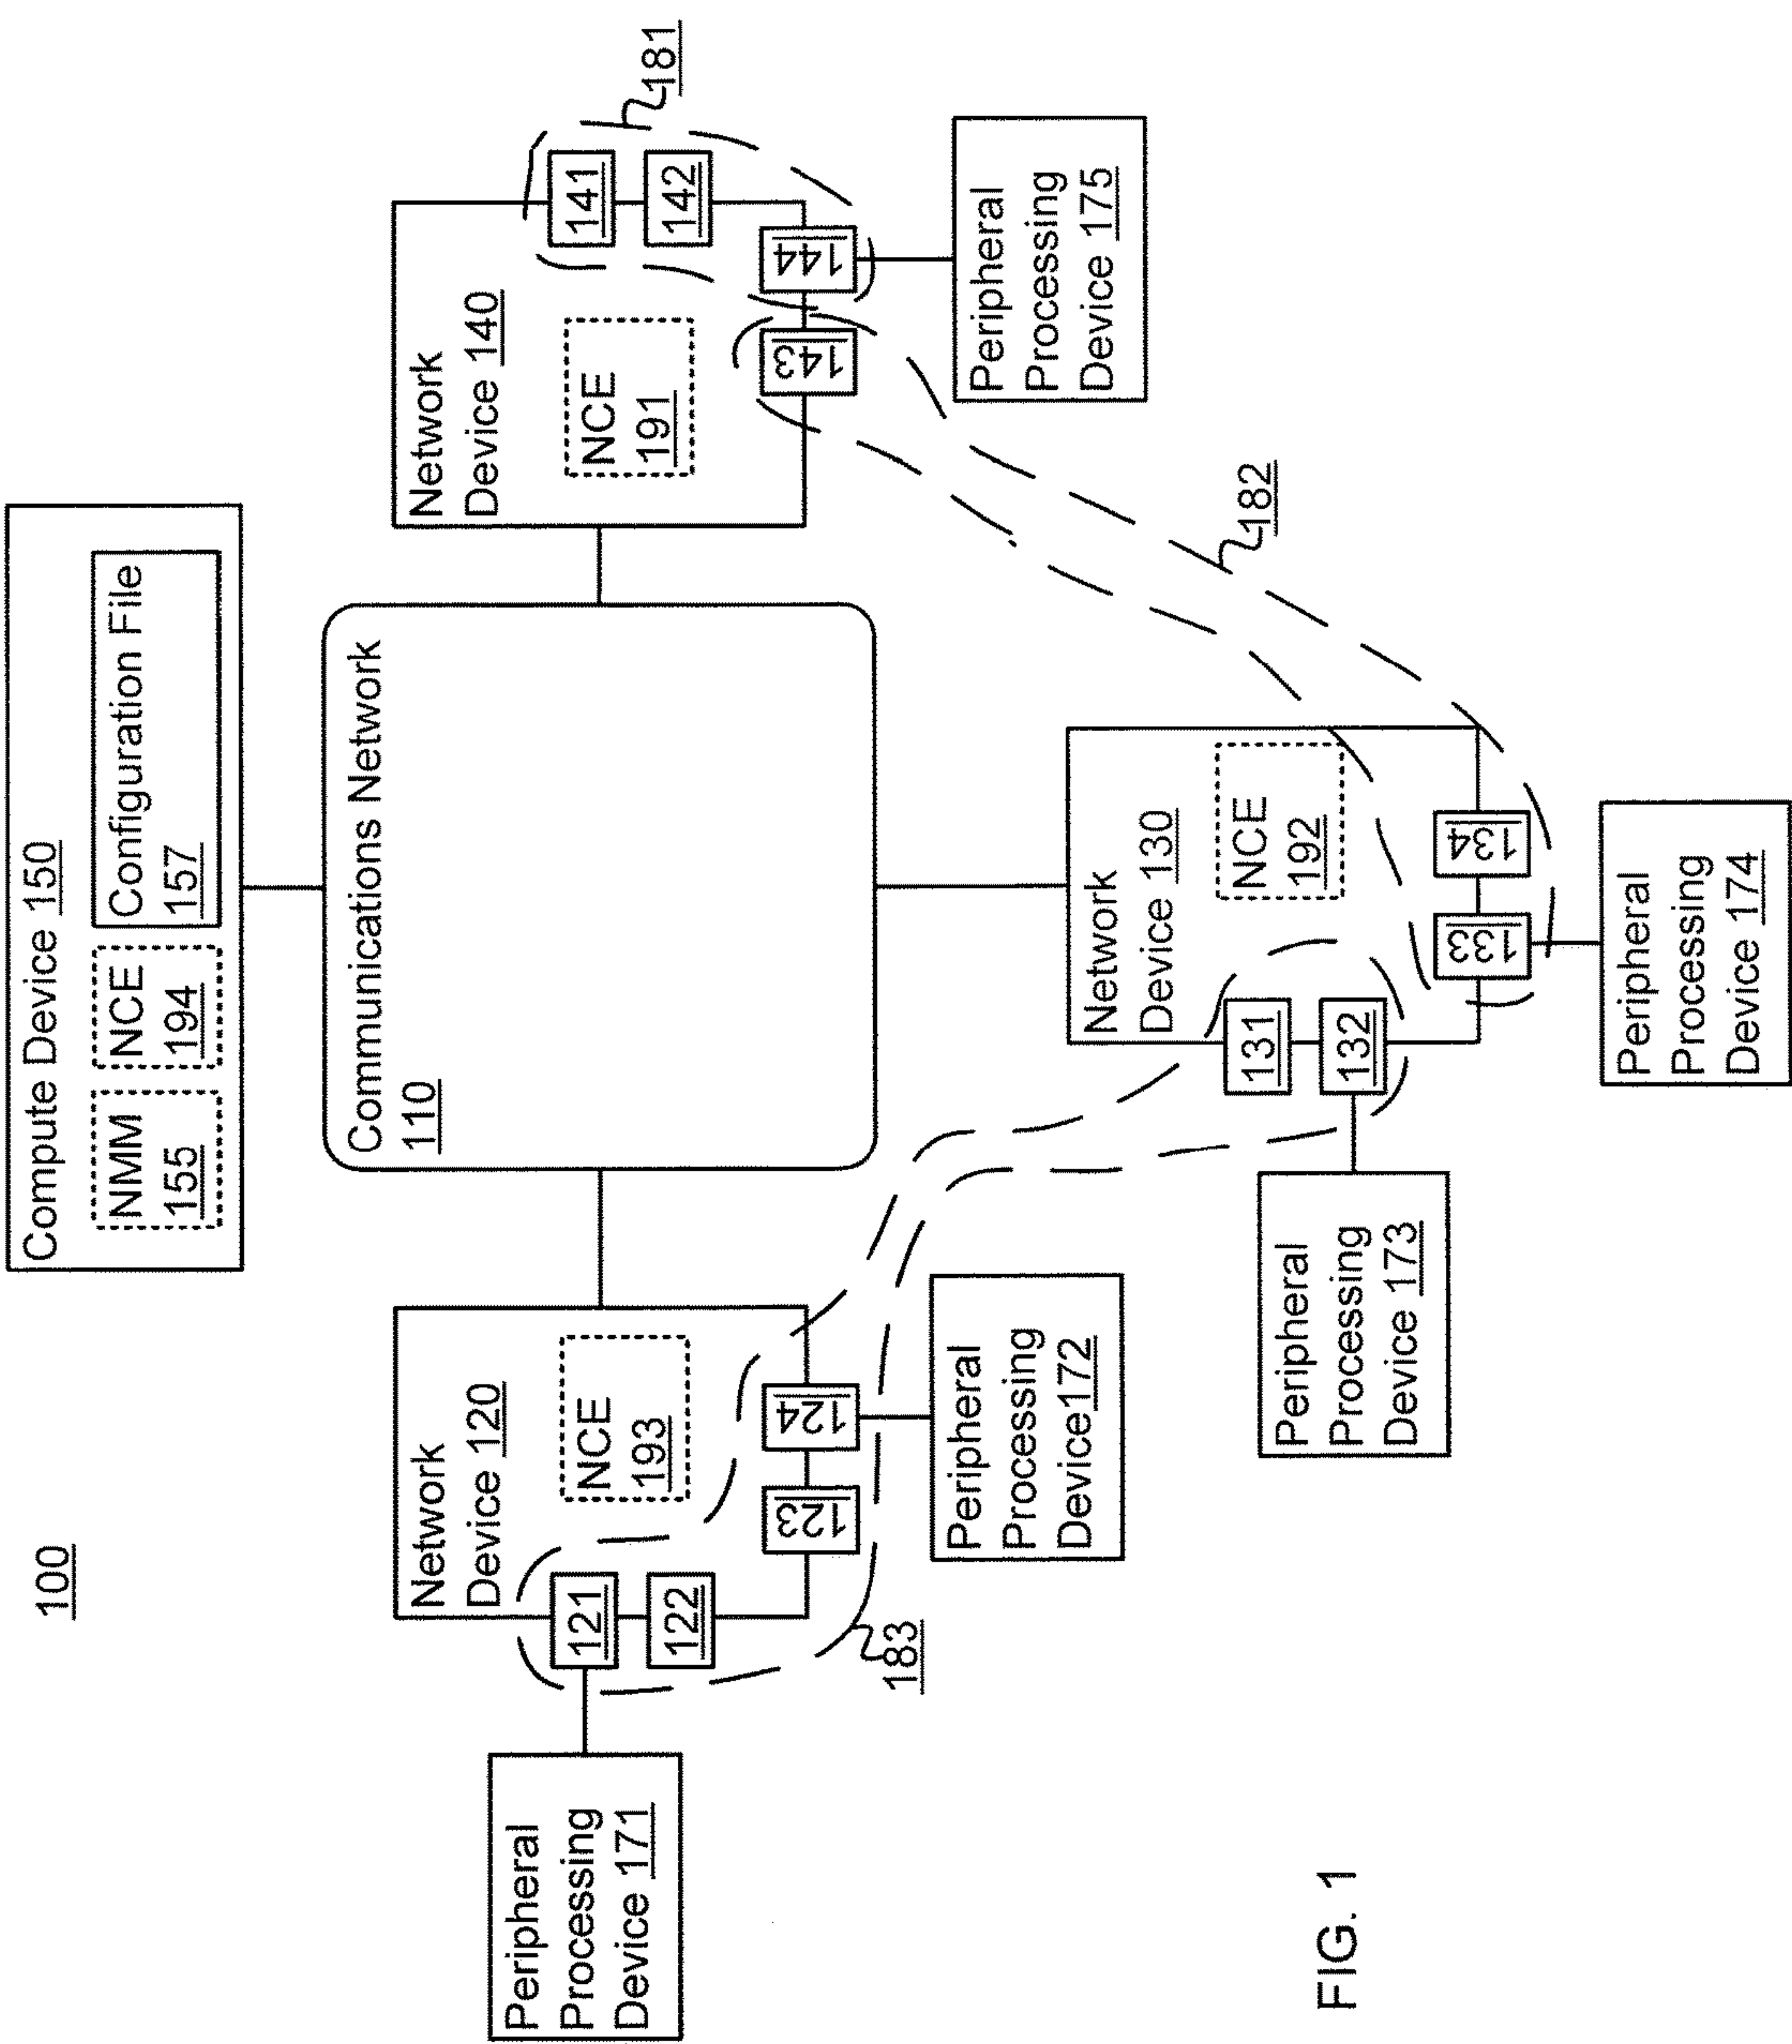 100
Compute Device 150
NMM
155
NCE
194
Configuration File
157
Communications Network
110
Network
Device 120
NCE
193
121
122
123
124
Network
Device 130
NCE
192
131
132
133
134
Network
Device 140
NCE
191
141
142
143
144
181
182
183
Peripheral
Processing
Device 171
Peripheral
Processing
Device172
Peripheral
Processing
Device 173
Peripheral
Processing
Device 174
Peripheral
Processing
Device 175
FIG. 1